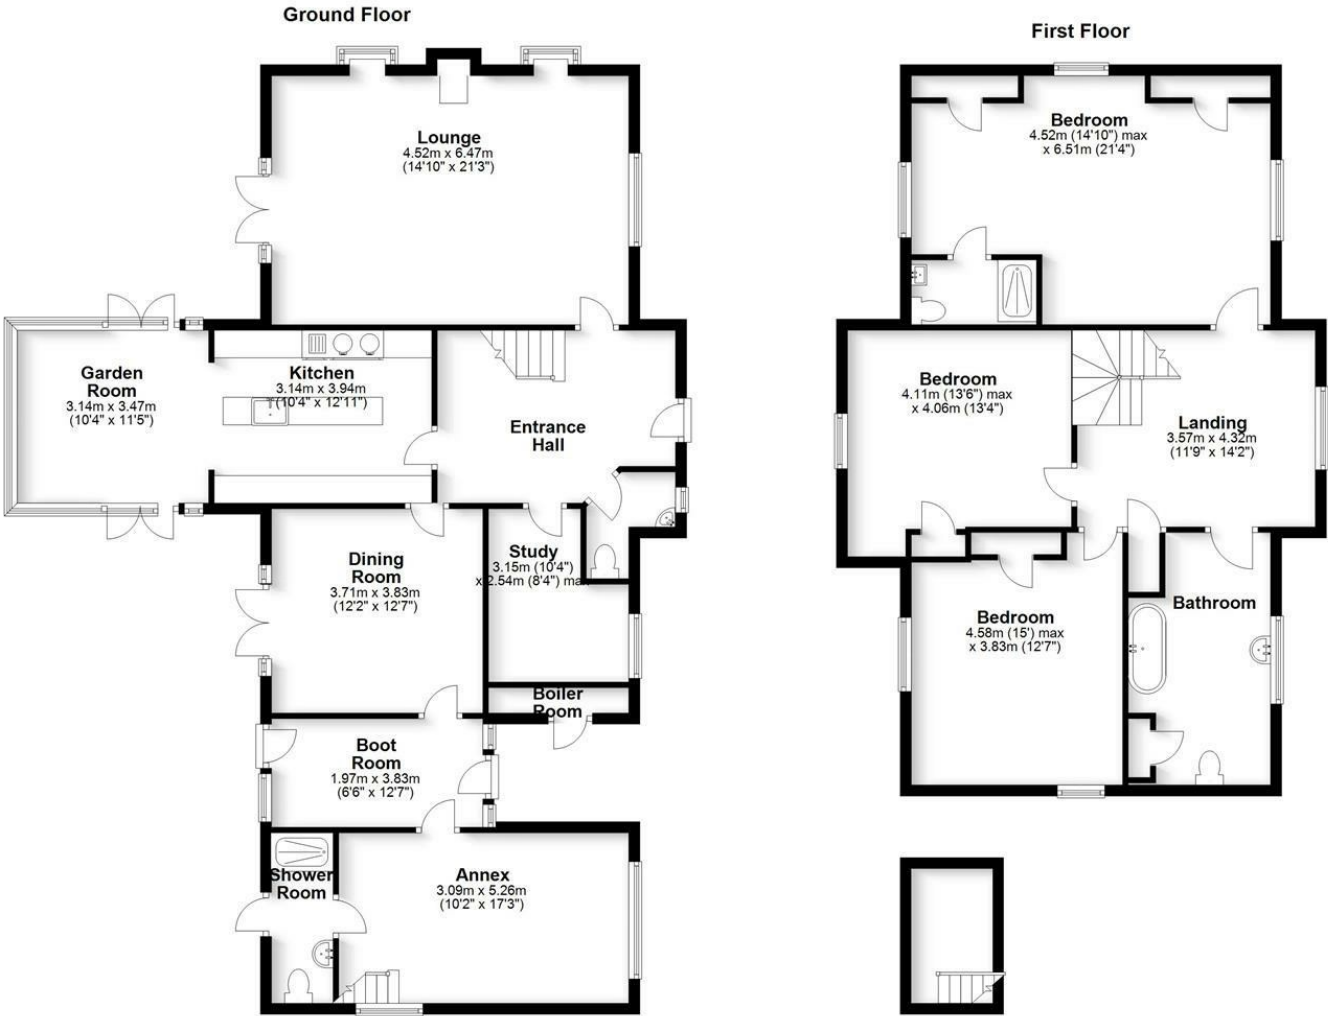 Ground Floor
First Floor
Lounge
4.52m x 6.47m
(14'10" x 21'3")
Bedroom
4.52m (14'10") max
x 6.51m (21'4")
Garden
Room
3.14m x 3.47m
(10'4" x 11'5")
Kitchen
3.14m x 3.94m
(10'4" x 12'11")
Entrance
Hall
Bedroom
4.11m (13'6") max
x 4.06m (13'4")
Landing
3.57m x 4.32m
(11'9" x 14'2")
Dining
Room
3.71m x 3.83m
(12'2" x 12'7")
Study
3.15m (10'4")
x 2.54m (8'4") max
Bedroom
4.58m (15') max
x 3.83m (12'7")
Bathroom
Boiler
Room
Boot
Room
1.97m x 3.83m
(6'6" x 12'7")
Shower
Room
Annex
3.09m x 5.26m
(10'2" x 17'3")